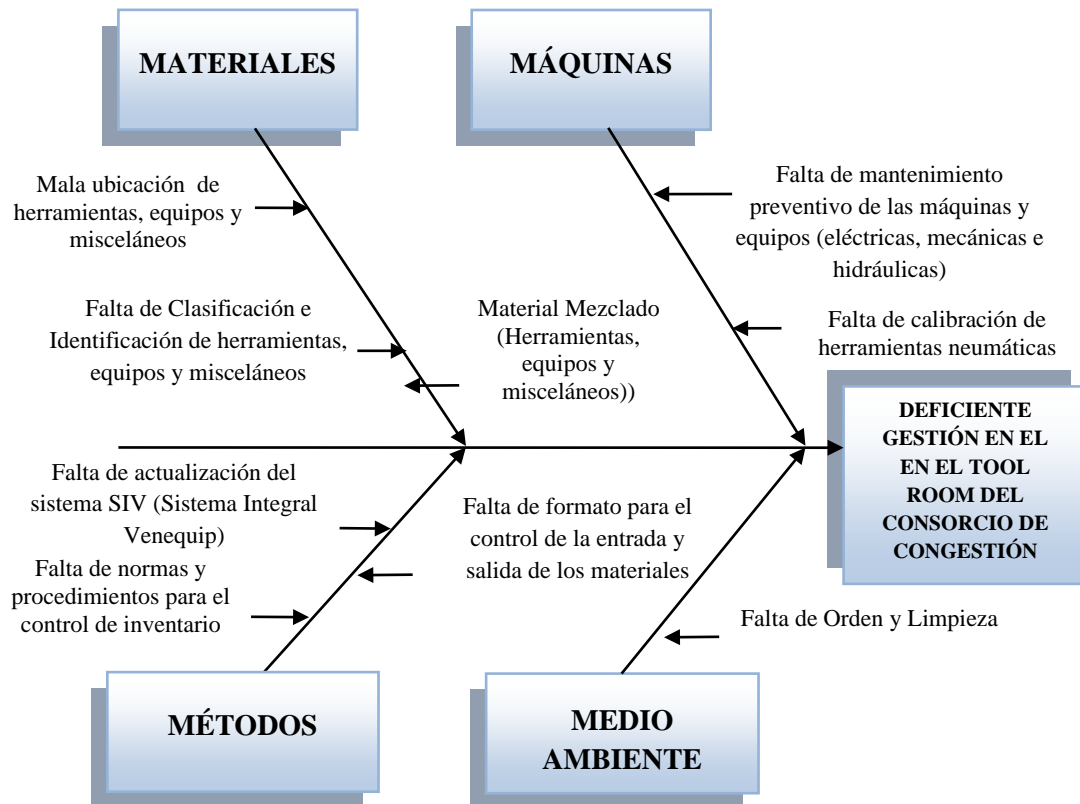 MATERIALES
MÁQUINAS
Mala ubicación de
herramientas, equipos y
misceláneos
Falta de mantenimiento
preventivo de las máquinas y
equipos (eléctricas, mecánicas e
hidráulicas)
Falta de Clasificación e
Identificación de herramientas,
equipos y misceláneos
Material Mezclado
(Herramientas,
equipos y
misceláneos))
Falta de calibración de
herramientas neumáticas
DEFICIENTE
GESTIÓN EN EL
EN EL TOOL
ROOM DEL
CONSORCIO DE
CONGESTIÓN
Falta de actualización del
sistema SIV (Sistema Integral
Venequip)
Falta de normas y
procedimientos para el
control de inventario
Falta de formato para el
control de la entrada y
salida de los materiales
Falta de Orden y Limpieza
MÉTODOS
MEDIO
AMBIENTE